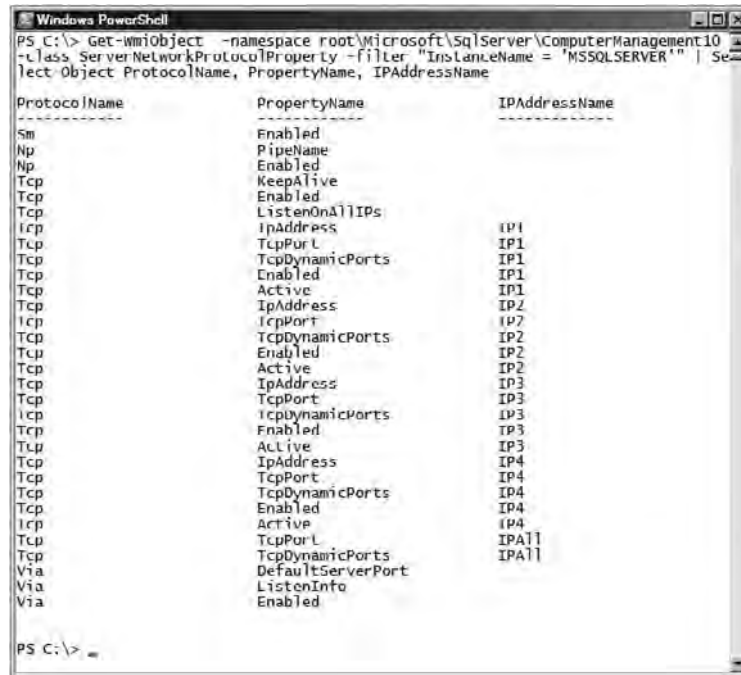 Windows PowerShell
PS C:\> Get-WmiObject -namespace root\Microsoft\SqlServer\ComputerManagement10
-class ServerNetworkProtocolProperty -filter "InstanceName = 'MSSQLSERVER'" | Se
lect Object ProtocolName, PropertyName, IPAddressName
ProtocolName PropertyName IPAddressName
------------ ------------ -------------
Sm Enabled
Np PipeName
Np Enabled
Tcp KeepAlive
Tcp Enabled
Tcp ListenOnAllIPs
Tcp IpAddress IP1
Tcp TcpPort IP1
Tcp TcpDynamicPorts IP1
Tcp Enabled IP1
Tcp Active IP1
Tcp IpAddress IP2
Tcp TcpPort IP2
Tcp TcpDynamicPorts IP2
Tcp Enabled IP2
Tcp Active IP2
Tcp IpAddress IP3
Tcp TcpPort IP3
Tcp TcpDynamicPorts IP3
Tcp Enabled IP3
Tcp Active IP3
Tcp IpAddress IP4
Tcp TcpPort IP4
Tcp TcpDynamicPorts IP4
Tcp Enabled IP4
Tcp Active IP4
Tcp TcpPort IPAll
Tcp TcpDynamicPorts IPAll
Via DefaultServerPort
Via ListenInfo
Via Enabled
PS C:\> _